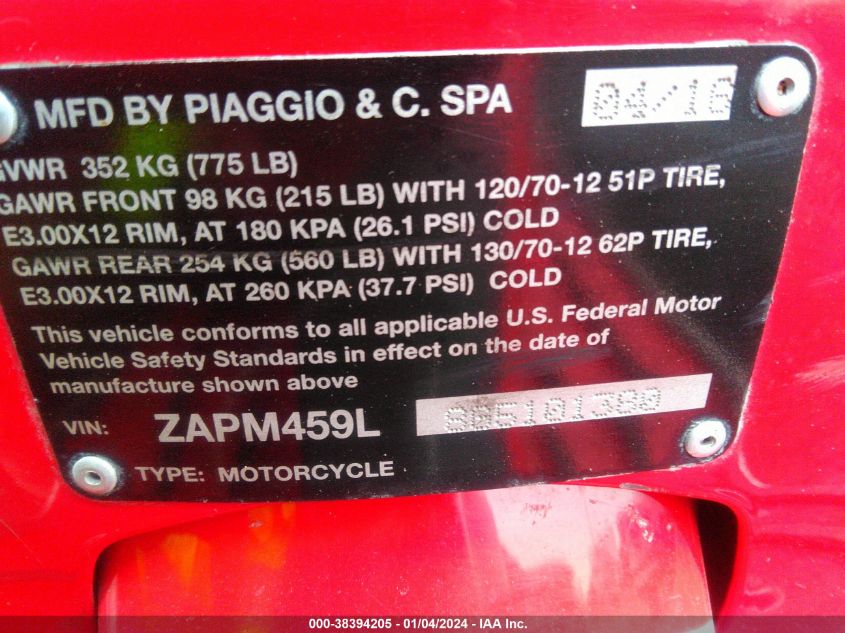 MFD BY PIAGGIO & C. SPA 04/16
GVWR 352 KG (775 LB)
GAWR FRONT 98 KG (215 LB) WITH 120/70-12 51P TIRE,
E3.00X12 RIM, AT 180 KPA (26.1 PSI) COLD
GAWR REAR 254 KG (560 LB) WITH 130/70-12 62P TIRE,
E3.00X12 RIM, AT 260 KPA (37.7 PSI) COLD
This vehicle conforms to all applicable U.S. Federal Motor
Vehicle Safety Standards in effect on the date of
manufacture shown above
VIN: ZAPM459L 8G5101380
TYPE: MOTORCYCLE
000-38394205 - 01/04/2024 - IAA Inc.